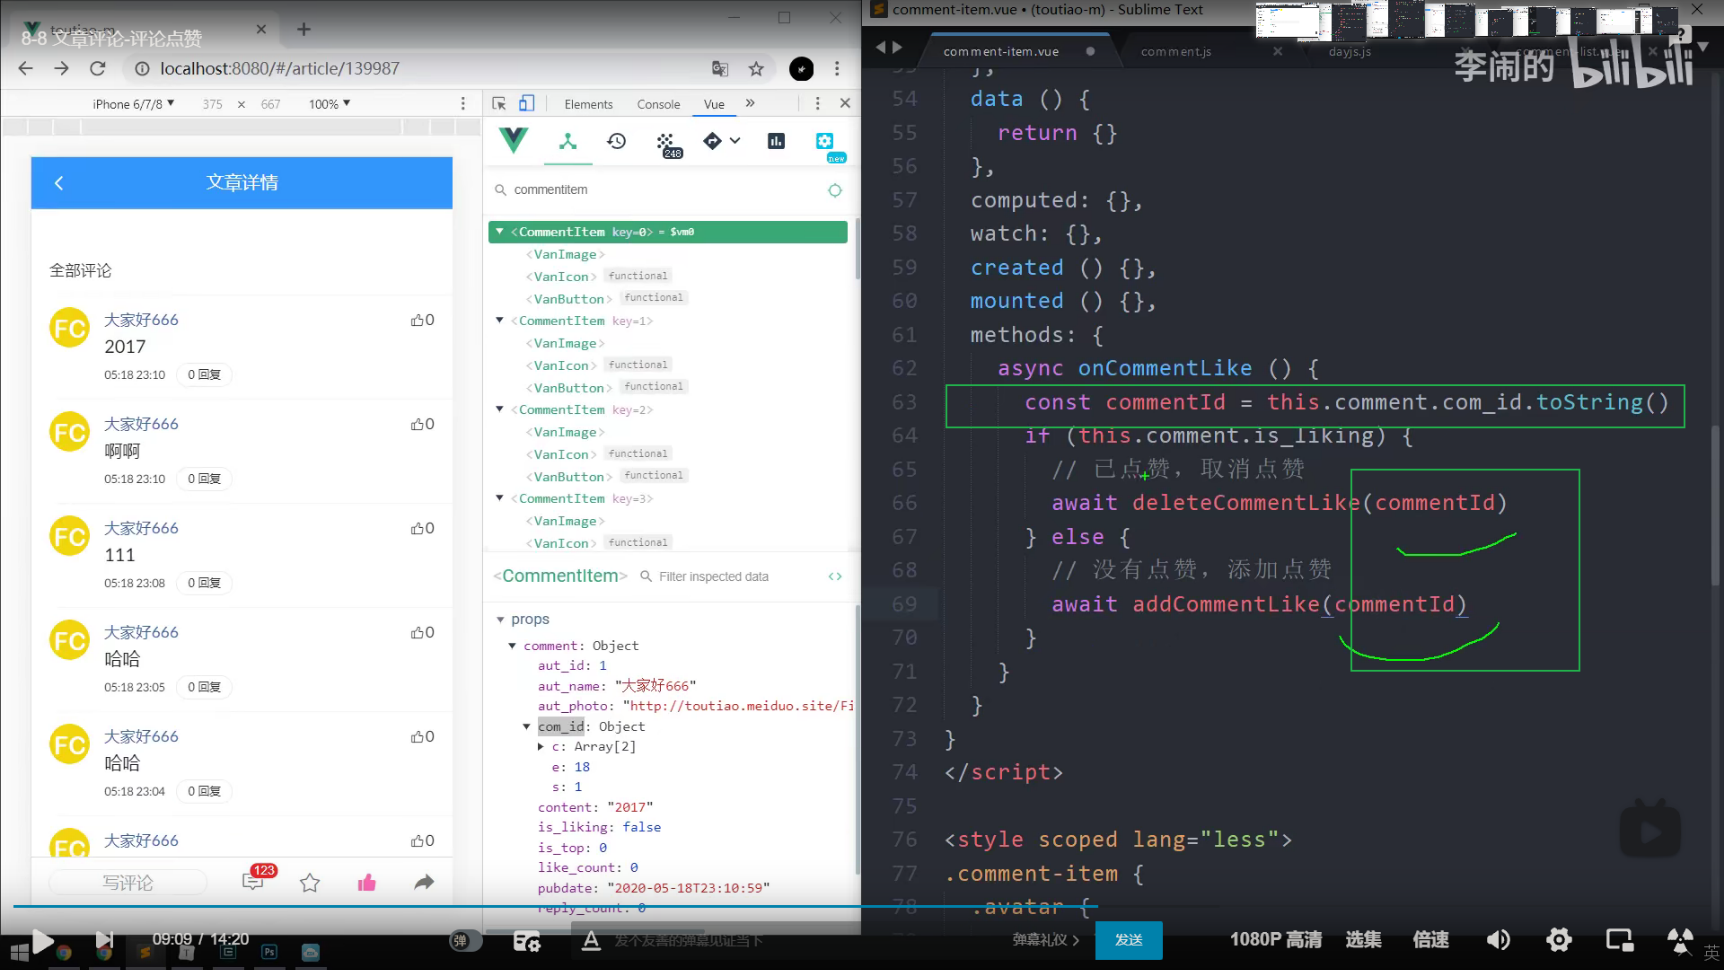 toutiao-m
8-8 文章评论-评论点赞
localhost:8080/#/article/139987
iPhone 6/7/8 ▼ 375 × 667 100% ▼
Elements Console Vue »
248
new
commentitem
文章详情
全部评论
FC 大家好666 0
2017
05:18 23:10 0 回复
大家好666 0
FC
啊啊
05:18 23:10 0 回复
大家好666 0
FC
111
05:18 23:08 0 回复
大家好666 0
FC
哈哈
05:18 23:05 0 回复
大家好666 0
FC
哈哈
05:18 23:04 0 回复
大家好666 0
FC
写评论 123
▼ <CommentItem key=0> = $vm0
<VanImage>
<VanIcon> functional
<VanButton> functional
▼ <CommentItem key=1>
<VanImage>
<VanIcon> functional
<VanButton> functional
▼ <CommentItem key=2>
<VanImage>
<VanIcon> functional
<VanButton> functional
▼ <CommentItem key=3>
<VanImage>
<VanIcon> functional
<CommentItem> Filter inspected data <>
▼ props
▼ comment: Object
aut_id: 1
aut_name: "大家好666"
aut_photo: "http://toutiao.meiduo.site/Fi
▼ com_id: Object
▶ c: Array[2]
e: 18
s: 1
content: "2017"
is_liking: false
is_top: 0
like_count: 0
pubdate: "2020-05-18T23:10:59"
reply_count: 0
comment-item.vue • (toutiao-m) - Sublime Text
comment-item.vue comment.js dayjs.js
李闹的 bilibili
54 data () {
55 return {}
56 },
57 computed: {},
58 watch: {},
59 created () {},
60 mounted () {},
61 methods: {
62 async onCommentLike () {
63 const commentId = this.comment.com_id.toString()
64 if (this.comment.is_liking) {
65 // 已点赞，取消点赞
66 await deleteCommentLike(commentId)
67 } else {
68 // 没有点赞，添加点赞
69 await addCommentLike(commentId)
70 }
71 }
72 }
73 }
74 </script>
75
76 <style scoped lang="less">
77 .comment-item {
78 .avatar {
09:09 / 14:20 弹 发个友善的弹幕见证当下 弹幕礼仪 > 发送 1080P 高清 选集 倍速
英